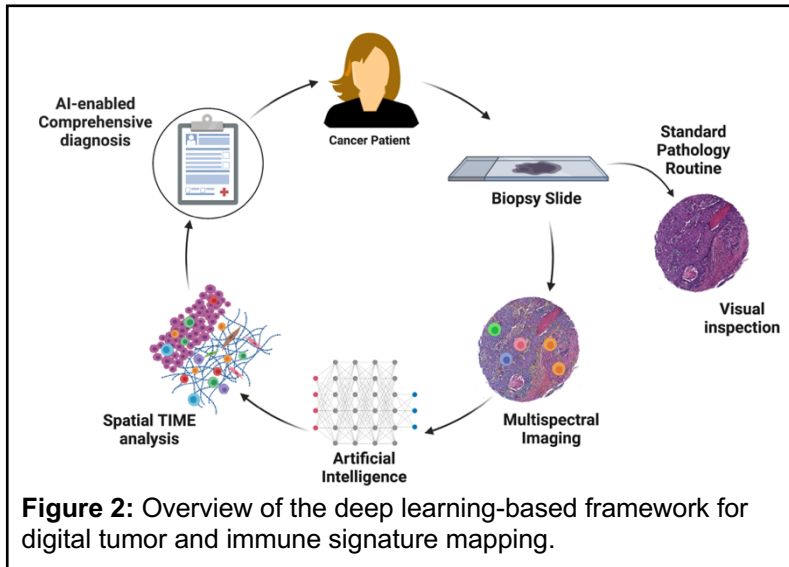 AI-enabled
Comprehensive
diagnosis
Cancer Patient
Standard
Pathology
Routine
Biopsy Slide
Visual
inspection
Multispectral
Imaging
Artificial
Intelligence
Spatial TIME
analysis
Figure 2: Overview of the deep learning-based framework for
digital tumor and immune signature mapping.